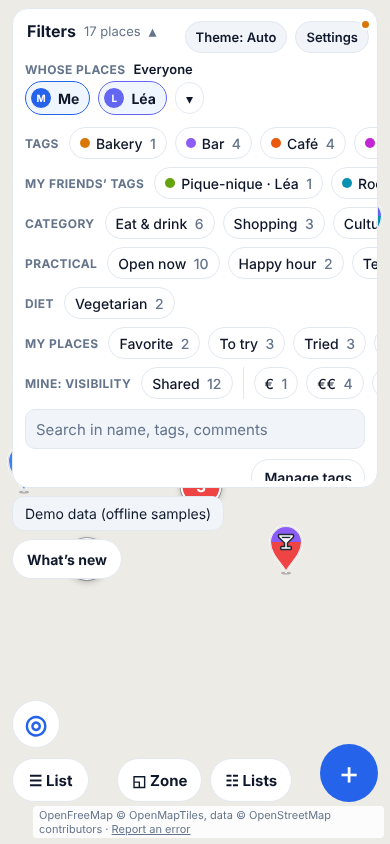 Filters 17 places ▲ Theme: Auto Settings
WHOSE PLACES Everyone
M Me L Léa ▼
TAGS Bakery 1 Bar 4 Café 4
MY FRIENDS’ TAGS Pique-nique · Léa 1
CATEGORY Eat & drink 6 Shopping 3
PRACTICAL Open now 10 Happy hour 2
DIET Vegetarian 2
MY PLACES Favorite 2 To try 3 Tried 3
MINE: VISIBILITY Shared 12 € 1 €€ 4
Search in name, tags, comments
Manage tags
Demo data (offline samples)
What’s new
☰ List ◱ Zone ☷ Lists +
OpenFreeMap © OpenMapTiles, data © OpenStreetMap
contributors · Report an error